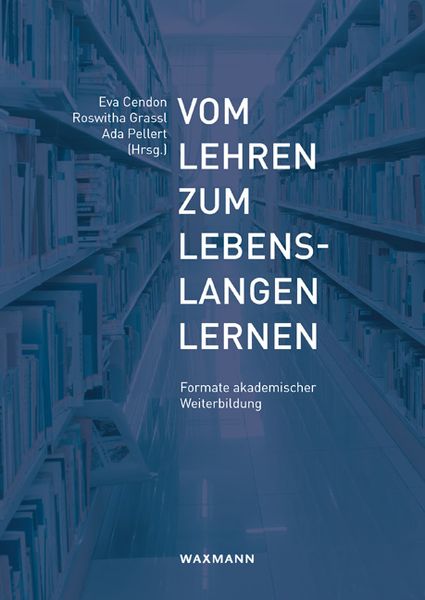 Eva Cendon
Roswitha Grassl
Ada Pellert
(Hrsg.)
VOM
LEHREN
ZUM
LEBENS-
LANGEN
LERNEN
Formate akademischer
Weiterbildung
WAXMANN